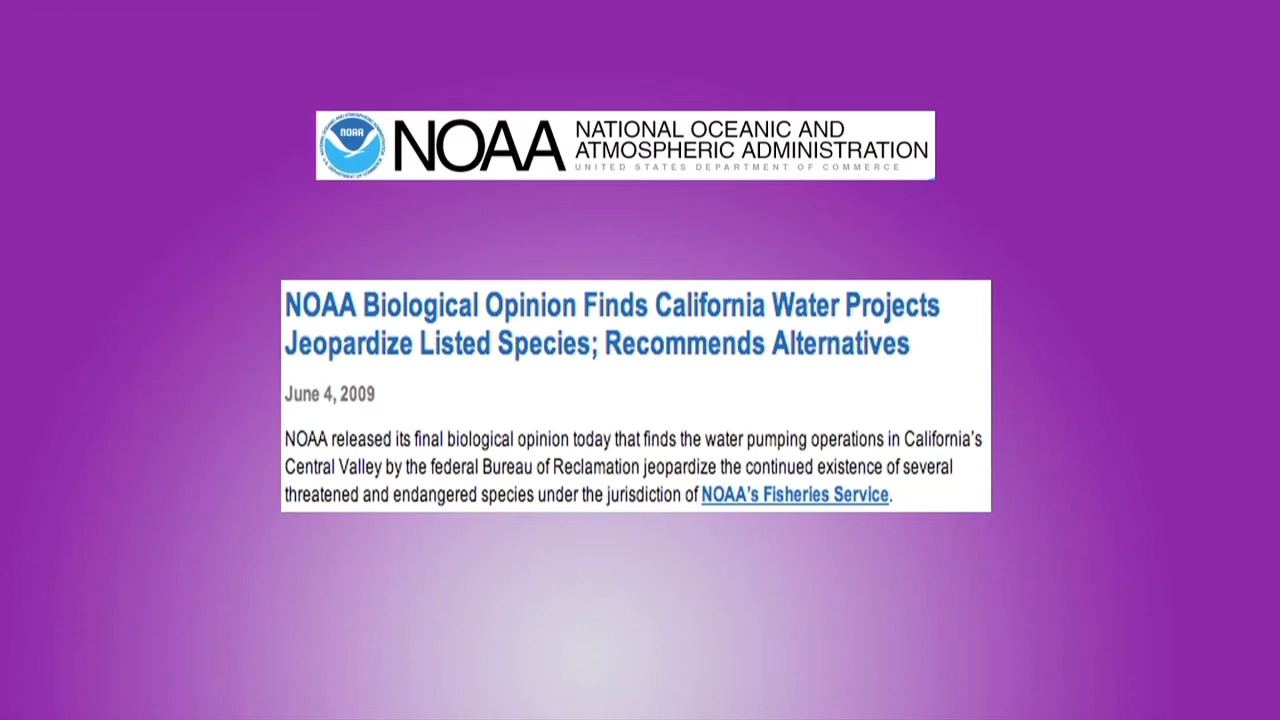 NOAA
NOAA
NATIONAL OCEANIC AND
ATMOSPHERIC ADMINISTRATION
UNITED STATES DEPARTMENT OF COMMERCE
NOAA Biological Opinion Finds California Water Projects
Jeopardize Listed Species; Recommends Alternatives
June 4, 2009
NOAA released its final biological opinion today that finds the water pumping operations in California's
Central Valley by the federal Bureau of Reclamation jeopardize the continued existence of several
threatened and endangered species under the jurisdiction of NOAA's Fisheries Service.